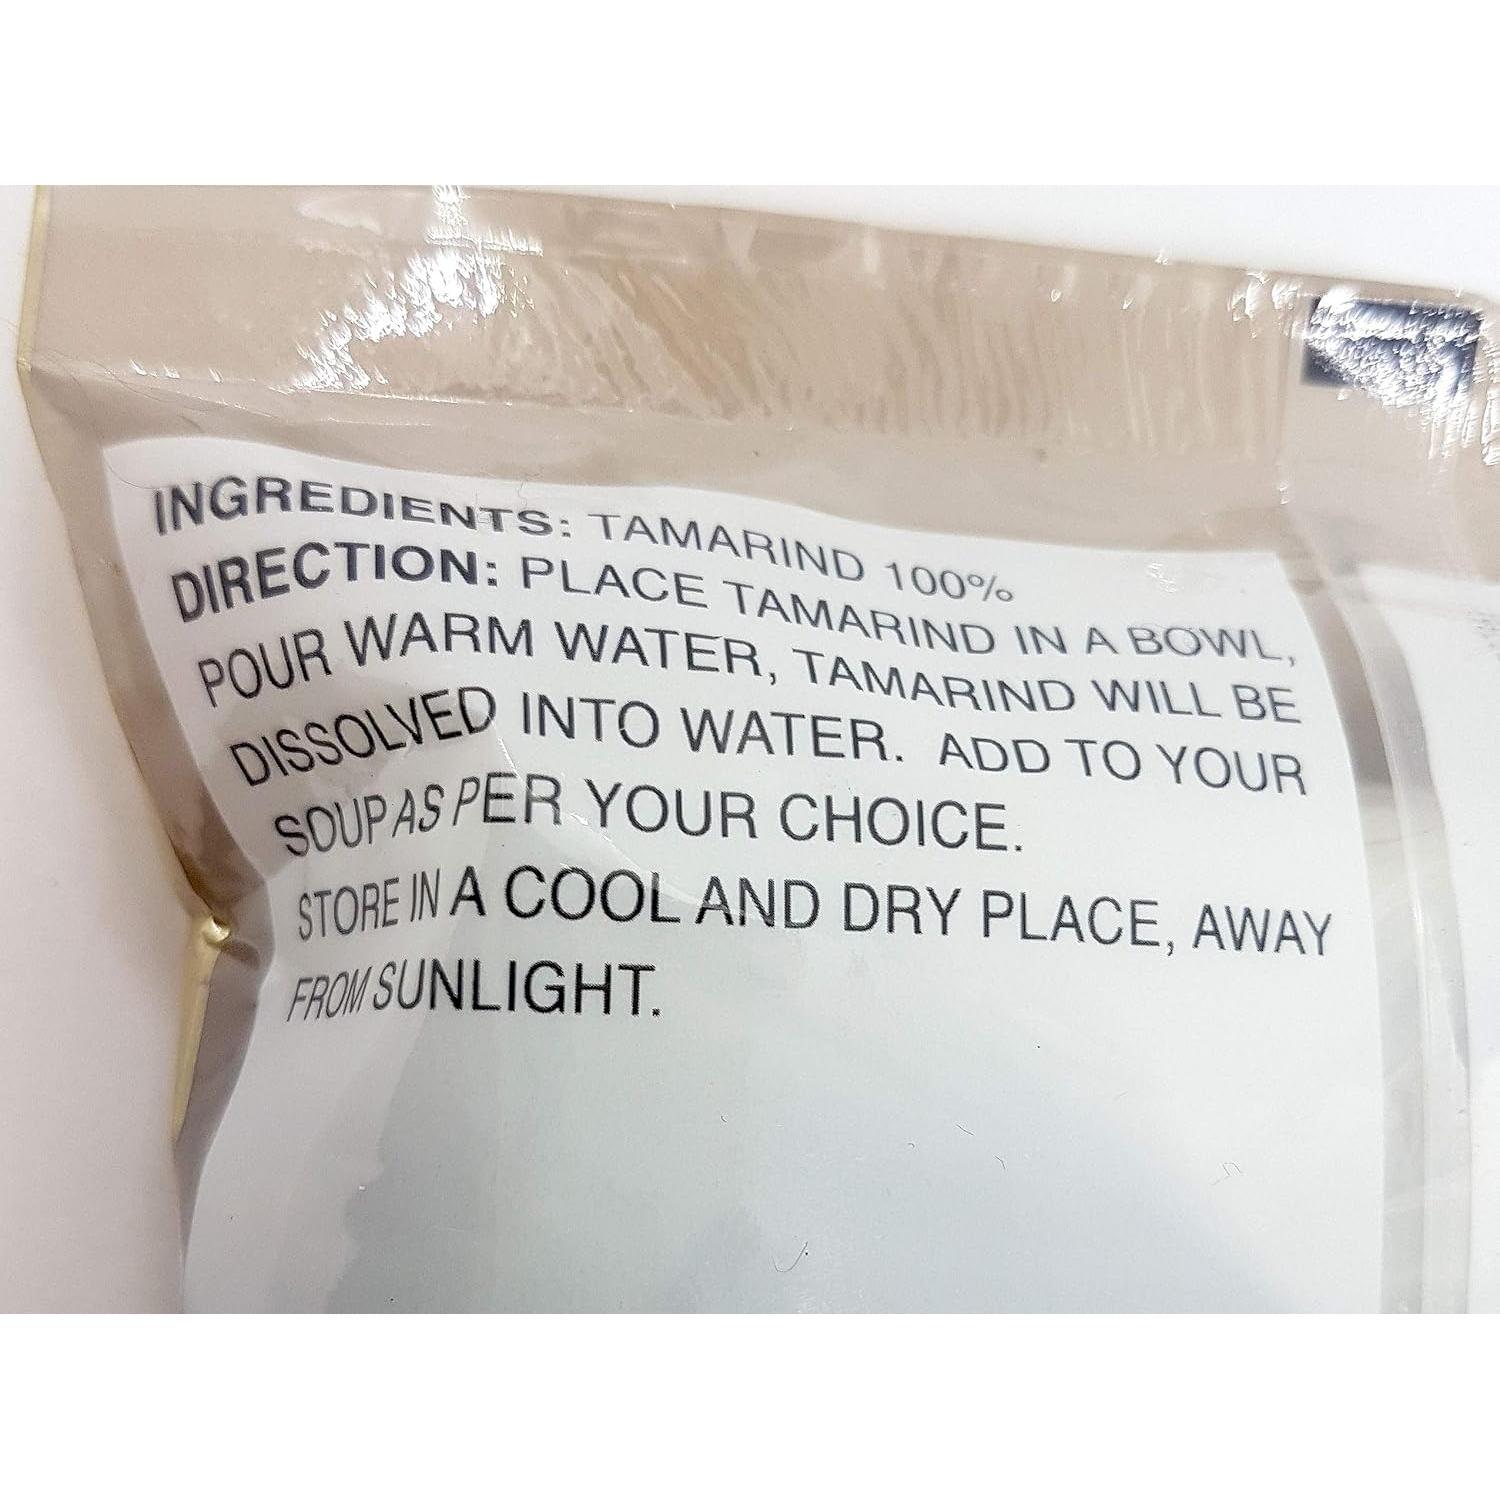 INGREDIENTS: TAMARIND 100%
DIRECTION: PLACE TAMARIND IN A BOWL,
POUR WARM WATER, TAMARIND WILL BE
DISSOLVED INTO WATER. ADD TO YOUR
SOUP AS PER YOUR CHOICE.
STORE IN A COOL AND DRY PLACE, AWAY
FROM SUNLIGHT.